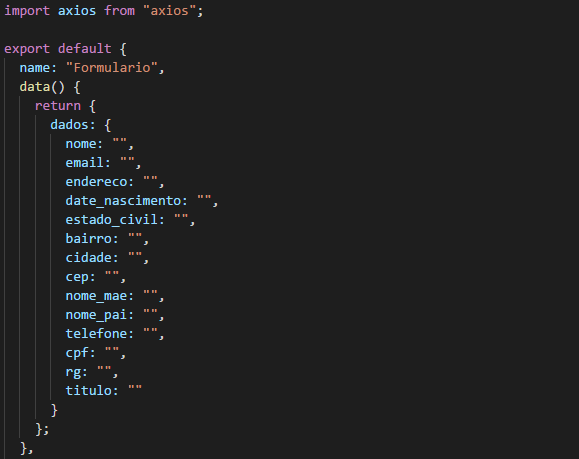 import axios from "axios";
export default {
name: "Formulario",
data() {
return {
dados: {
nome: "",
email: "",
endereco: "",
date_nascimento: "",
estado_civil: "",
bairro: "",
cidade: "",
cep: "",
nome_mae: "",
nome_pai: "",
telefone: "",
cpf: "",
rg: "",
titulo: ""
}
};
},